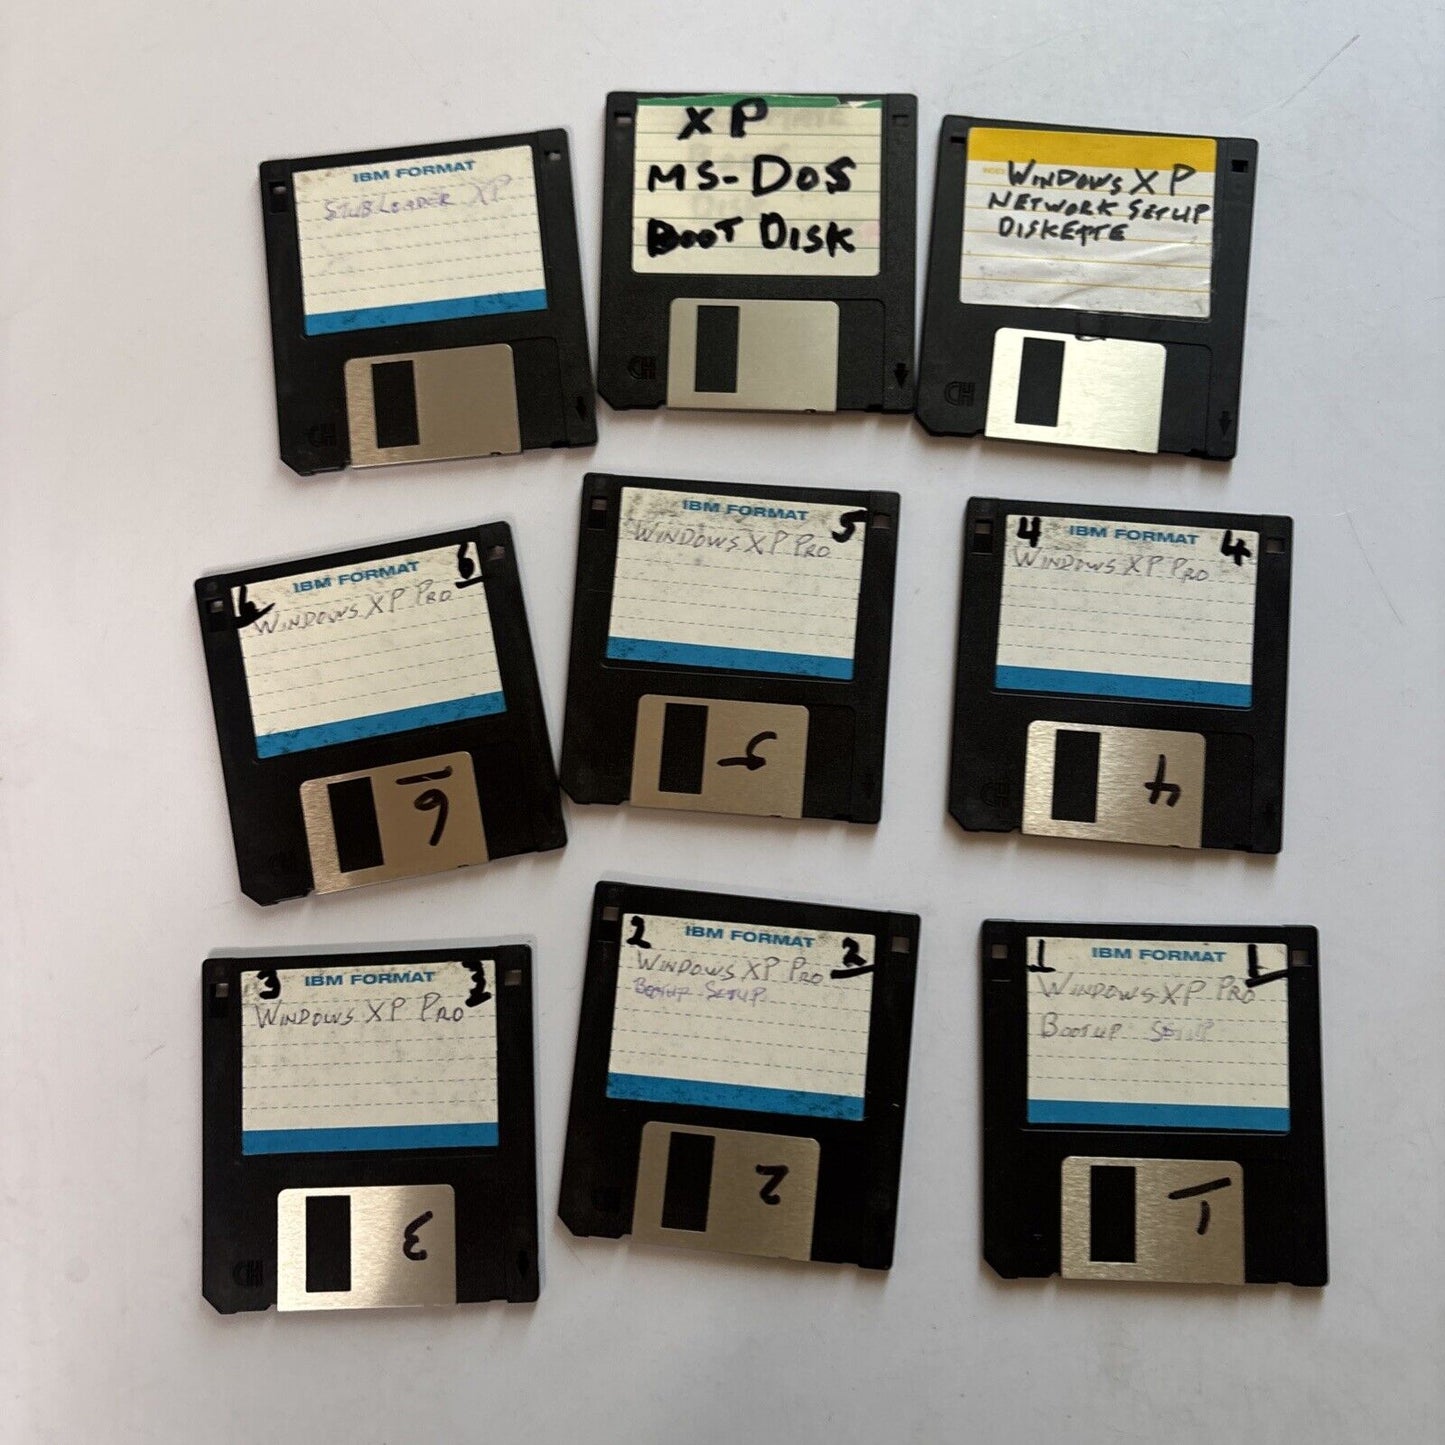 IBM FORMAT
STUBLOADER XP
XP
MS-DOS
BOOT DISK
WINDOWS XP
NETWORK SETUP
DISKETTE
6 IBM FORMAT 6
WINDOWS XP PRO
6
IBM FORMAT 5
WINDOWS XP PRO
5
4 IBM FORMAT 4
WINDOWS XP PRO
4
3 IBM FORMAT 3
WINDOWS XP PRO
3
2 IBM FORMAT 2
WINDOWS XP PRO
BOOTUP SETUP
2
1 IBM FORMAT 1
WINDOWS XP PRO
BOOTUP SETUP
1